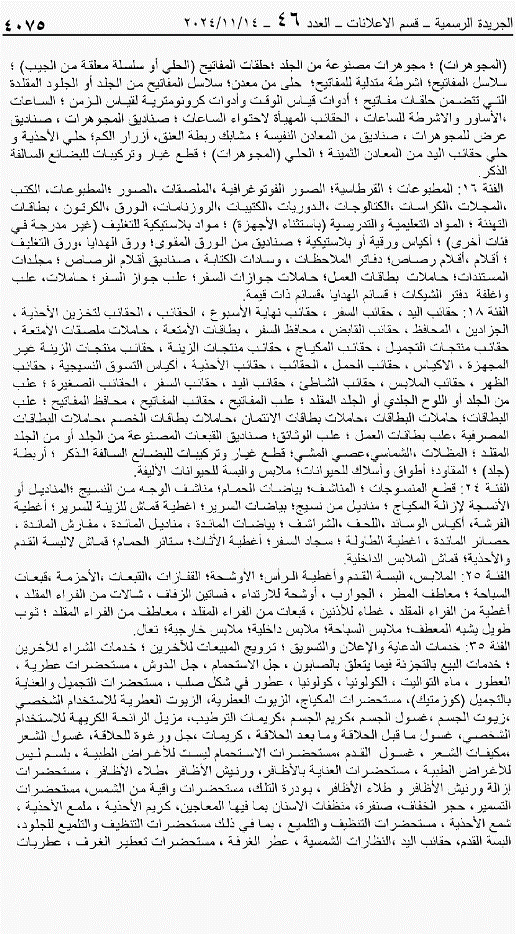 الجريدة الرسمية – قسم الاعلانات – العدد ٤٦ – ٢٠٢٤/١١/١٤ ٤٠٧٥
(المجوهرات) ؛ مجوهرات مصنوعة من الجلد ؛حلقات المفاتيح (الحلي أو سلسلة معلقة من الجيب) ؛
سلاسل المفاتيح؛ اشرطة متدلية للمفاتيح؛ حلى من معدن؛ سلاسل المفاتيح من الجلد أو الجلود المقلدة
التي تتضمن حلقات مفاتيح ؛ أدوات قياس الوقت وأدوات كرونومترية لقياس الزمن ؛ الساعات
،الأساور والاشرطة للساعات ، الحقائب المهيأة لاحتواء الساعات ؛ صناديق المجوهرات ، صناديق
عرض للمجوهرات ، صناديق من المعادن النفيسة ؛ مشابك ربطة العنق، أزرار الكم؛ حلي الأحذية و
حلي حقائب اليد من المعادن الثمينة ؛ الحلي (المجوهرات) ؛ قطع غيار وتركيبات للبضائع السالفة
الذكر.
الفئة ١٦: المطبوعات ؛ القرطاسية؛ الصور الفوتوغرافية ،الملصقات ،الصور ؛المطبوعات، الكتب
،المجلات، الكراسات، الكتالوجات، الدوريات، الكتيبات، الروزنامات، الورق ،الكرتون ، بطاقات
التهنئة ؛ المواد التعليمية والتدريسية (باستثناء الأجهزة) ؛ مواد بلاستيكية للتغليف (غير مدرجة في
فئات أخرى) ؛ أكياس ورقية أو بلاستيكية ؛ صناديق من الورق المقوى؛ ورق الهدايا ،ورق التغليف
؛ أقلام ،أقلام رصاص؛ دفاتر الملاحظات ، وسادات الكتابة ، صناديق أقلام الرصاص ؛ مجلدات
المستندات؛ حاملات بطاقات العمل؛ حاملات جوازات السفر؛ علب جواز السفر؛ حاملات، علب
واغلفة دفتر الشيكات ؛ قسائم الهدايا ،قسائم ذات قيمة.
الفئة ١٨: حقائب اليد ، حقائب السفر ، حقائب نهاية الأسبوع ، الحقائب ، الحقائب لتخزين الأحذية ،
الجزادين ، المحافظ ، حقائب القابض ، محافظ السفر ، بطاقات الأمتعة ، حاملات ملصقات الامتعة ،
حقائب منتجات التجميل ، حقائب المكياج ، حقائب منتجات الزينة ، حقائب منتجات الزينة غير
المجهزة ، الاكياس ، حقائب الحمل ، الحقائب ، حقائب الأحذية ، أكياس التسوق النسيجية ، حقائب
الظهر ، حقائب الملابس ، حقائب الشاطئ ، حقائب اليد ، حقائب السفر ، الحقائب الصغيرة ؛ علب
من الجلد أو اللوح الجلدي أو الجلد المقلد ؛ علب المفاتيح ، حقائب المفاتيح ، محافظ المفاتيح ؛ علب
البطاقات؛ حاملات البطاقات، حاملات بطاقات الائتمان ،حاملات بطاقات الخصم ،حاملات البطاقات
المصرفية ،علب بطاقات العمل ؛ علب الوثائق؛ صناديق القبعات المصنوعة من الجلد أو من الجلد
المقلد ؛ المظلات ،الشماسي،عصي المشي؛ قطع غيار وتركيبات للبضائع السالفة الذكر ؛ أربطة
(جلد) ؛ المقاود؛ أطواق وأسلاك للحيوانات؛ ملابس والبسة للحيوانات الأليفة.
الفئة ٢٤: قطع المنسوجات ؛ المناشف؛ بياضات الحمام؛ مناشف الوجه من النسيج ؛المناديل أو
الأنسجة لإزالة المكياج ؛ مناديل من نسيج؛ بياضات السرير؛ اغطية قماش للزينة للسرير؛ أغطية
الفرشة، أكياس الوسائد ،اللحف ،الشراشف ؛ بياضات المائدة ، مناديل المائدة ، مفارش المائدة ،
حصائر المائدة ، اغطية الطاولة ؛ سجاد السفر؛ أغطية الأثاث؛ ستائر الحمام؛ قماش لالبسة القدم
والأحذية؛ قماش الملابس الداخلية.
الفئة ٢٥: الملابس، البسة القدم وأغطية الرأس؛ الاوشحة؛ القفازات ،القبعات، الأحزمة ،قبعات
السباحة ؛ معاطف المطر ، الجوارب ، أوشحة للارتداء ، فساتين الزفاف ، شالات من الفراء المقلد ،
أغطية من الفراء المقلد ، غطاء للأذنين ، قبعات من الفراء المقلد ، معاطف من الفراء المقلد ؛ ثوب
طويل يشبه المعطف؛ ملابس السباحة؛ ملابس داخلية؛ ملابس خارجية؛ نعال.
الفئة ٣٥: خدمات الدعاية والإعلان والتسويق ؛ ترويج المبيعات للآخرين ؛ خدمات الشراء للآخرين
؛ خدمات البيع بالتجزئة فيما يتعلق بالصابون ، جل الاستحمام ، جل الدوش ، مستحضرات عطرية ،
العطور ، ماء التواليت ، الكولونيا ، كولونيا ، عطور في شكل صلب ، مستحضرات التجميل والعناية
بالتجميل (كوزمتيك)، مستحضرات المكياج، الزيوت العطرية، الزيوت العطرية للاستخدام الشخصي
،زيوت الجسم ،غسول الجسم ،كريم الجسم ،كريمات الترطيب، مزيل الرائحة الكريهة للاستخدام
الشخصي، غسول ما قبل الحلاقة وما بعد الحلاقة ، كريمات ،جل ورغوة للحلاقة، غسول الشعر
،مكيفات الشعر ، غسول القدم ،مستحضرات الاستحمام ليست للأغراض الطبية ، بلسم ليس
للأغراض الطبية ، مستحضرات العناية بالأظافر، ورنيش الأظافر ،طلاء الأظافر ، مستحضرات
إزالة ورنيش الأظافر و طلاء الأظافر ، بودرة التلك، مستحضرات واقية من الشمس، مستحضرات
التسمير، حجر الخفاف، صنفرة، منظفات الاسنان بما فيها المعاجين، كريم الأحذية ، ملمع الأحذية ،
شمع الأحذية ، مستحضرات التنظيف والتلميع ، بما في ذلك مستحضرات التنظيف والتلميع للجلود،
البسة القدم، حقائب اليد ،النظارات الشمسية ، عطر الغرفة ، مستحضرات تعطير الغرف ، عطريات